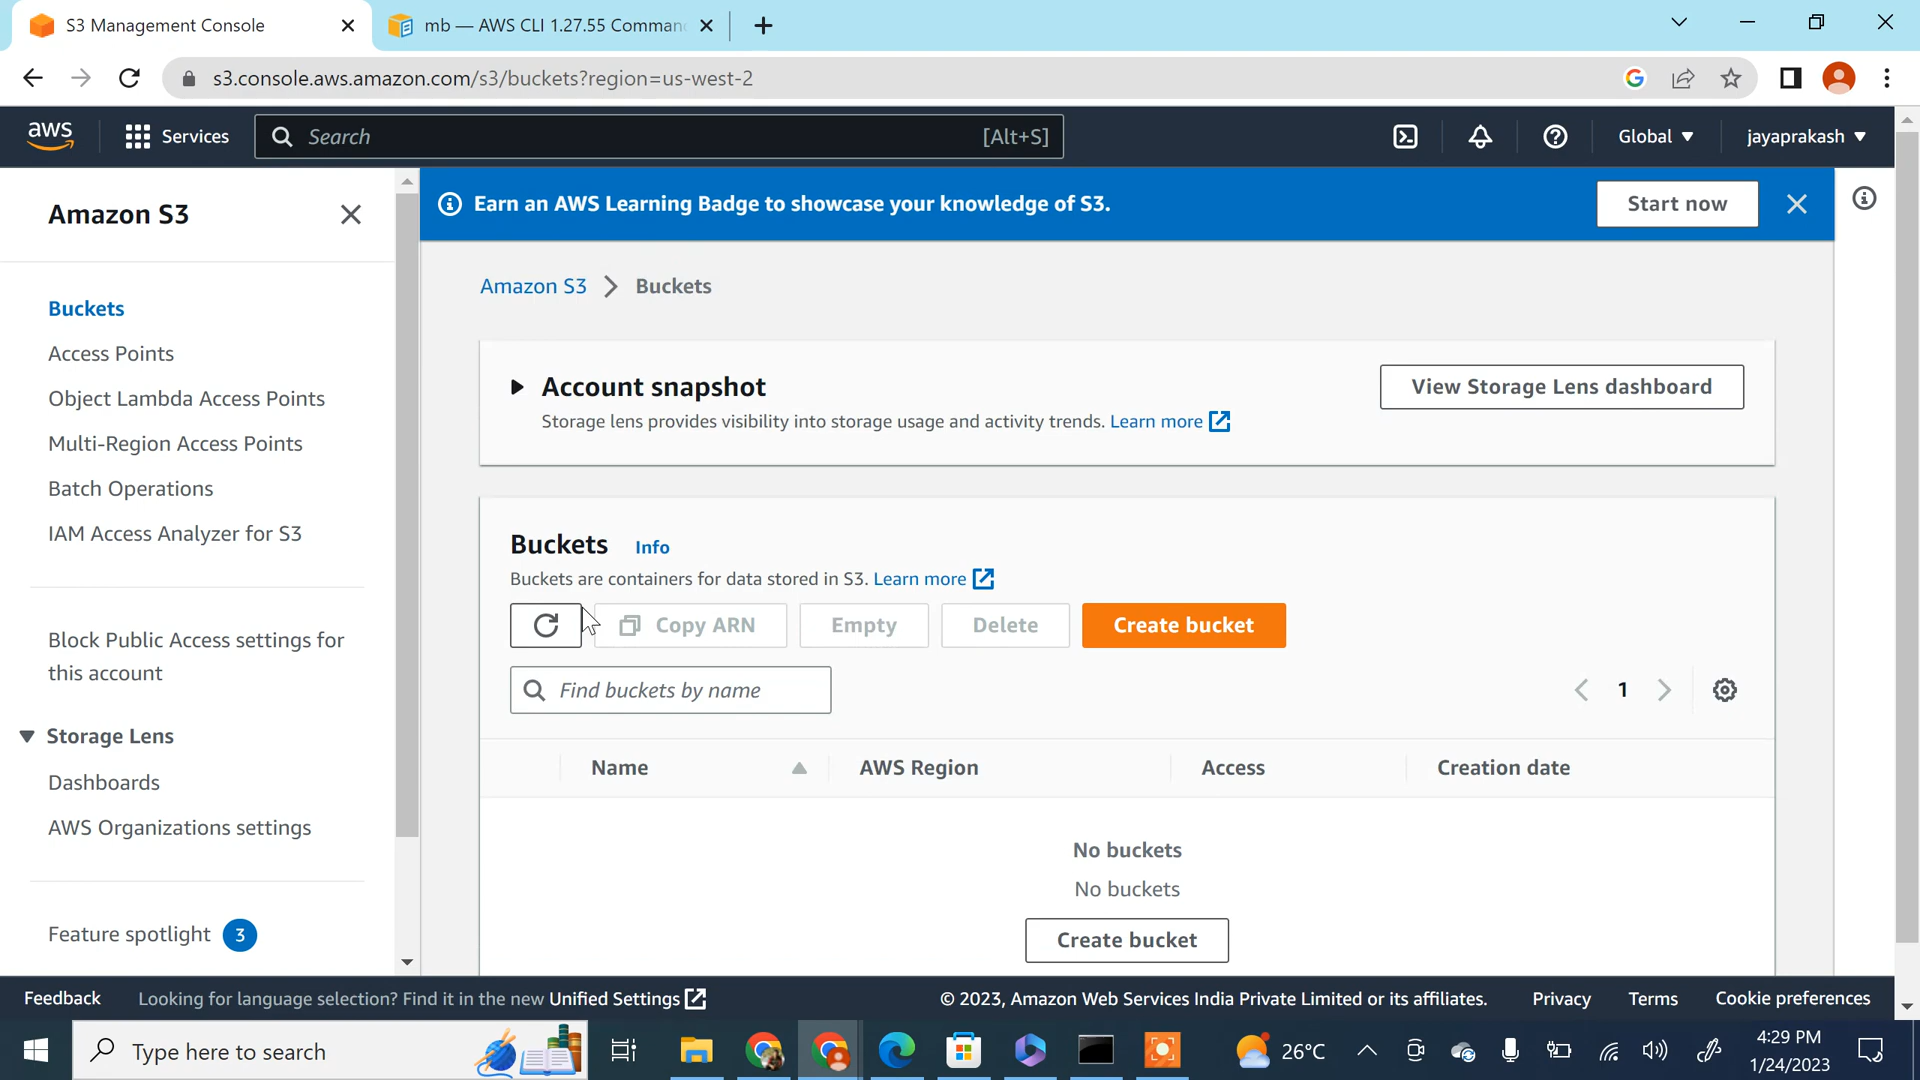 S3 Management Console
mb — AWS CLI 1.27.55 Comman
s3.console.aws.amazon.com/s3/buckets?region=us-west-2
aws
Services
Search
[Alt+S]
Global
jayaprakash
Amazon S3
Buckets
Access Points
Object Lambda Access Points
Multi-Region Access Points
Batch Operations
IAM Access Analyzer for S3
Block Public Access settings for
this account
Storage Lens
Dashboards
AWS Organizations settings
Feature spotlight 3
Earn an AWS Learning Badge to showcase your knowledge of S3.
Start now
Amazon S3 > Buckets
Account snapshot
Storage lens provides visibility into storage usage and activity trends. Learn more
View Storage Lens dashboard
Buckets Info
Buckets are containers for data stored in S3. Learn more
Copy ARN
Empty
Delete
Create bucket
Find buckets by name
1
Name
AWS Region
Access
Creation date
No buckets
No buckets
Create bucket
Feedback
Looking for language selection? Find it in the new Unified Settings
© 2023, Amazon Web Services India Private Limited or its affiliates.
Privacy
Terms
Cookie preferences
Type here to search
26°C
4:29 PM
1/24/2023